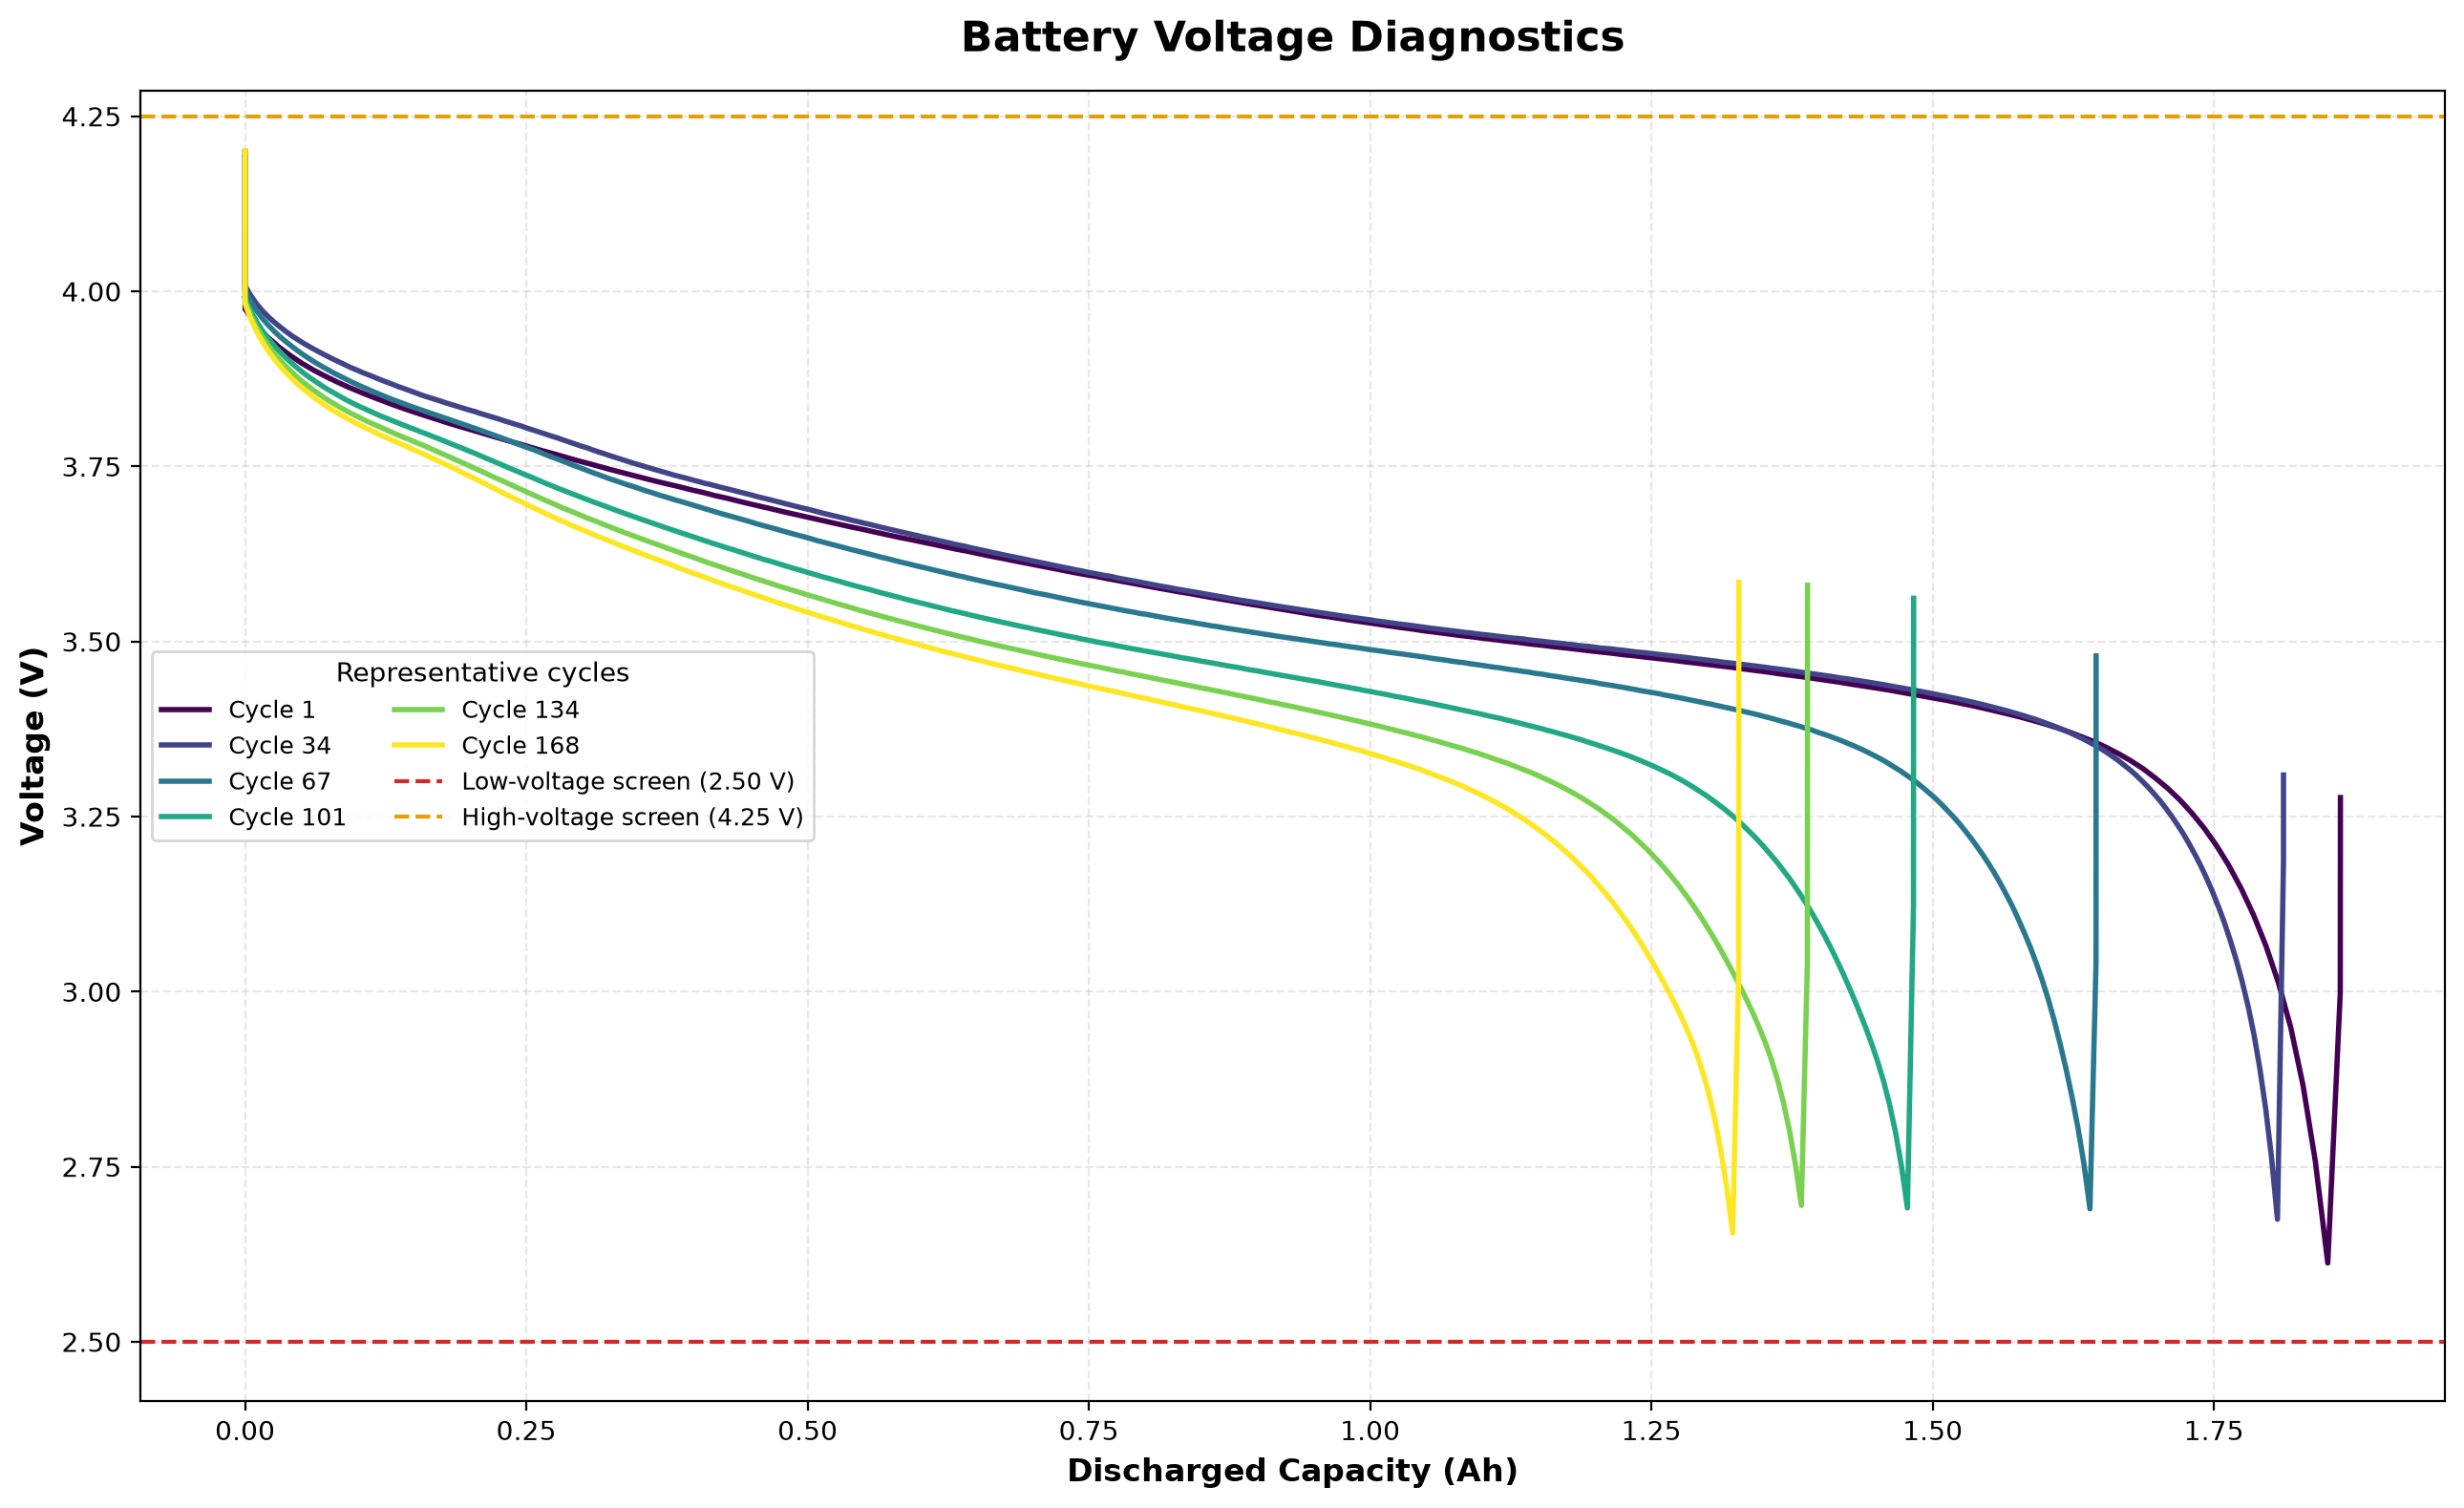 Battery Voltage Diagnostics
4.25
4.00
3.75
3.50
3.25
3.00
2.75
2.50
Voltage (V)
Representative cycles
Cycle 1
Cycle 34
Cycle 67
Cycle 101
Cycle 134
Cycle 168
Low-voltage screen (2.50 V)
High-voltage screen (4.25 V)
0.00 0.25 0.50 0.75 1.00 1.25 1.50 1.75
Discharged Capacity (Ah)